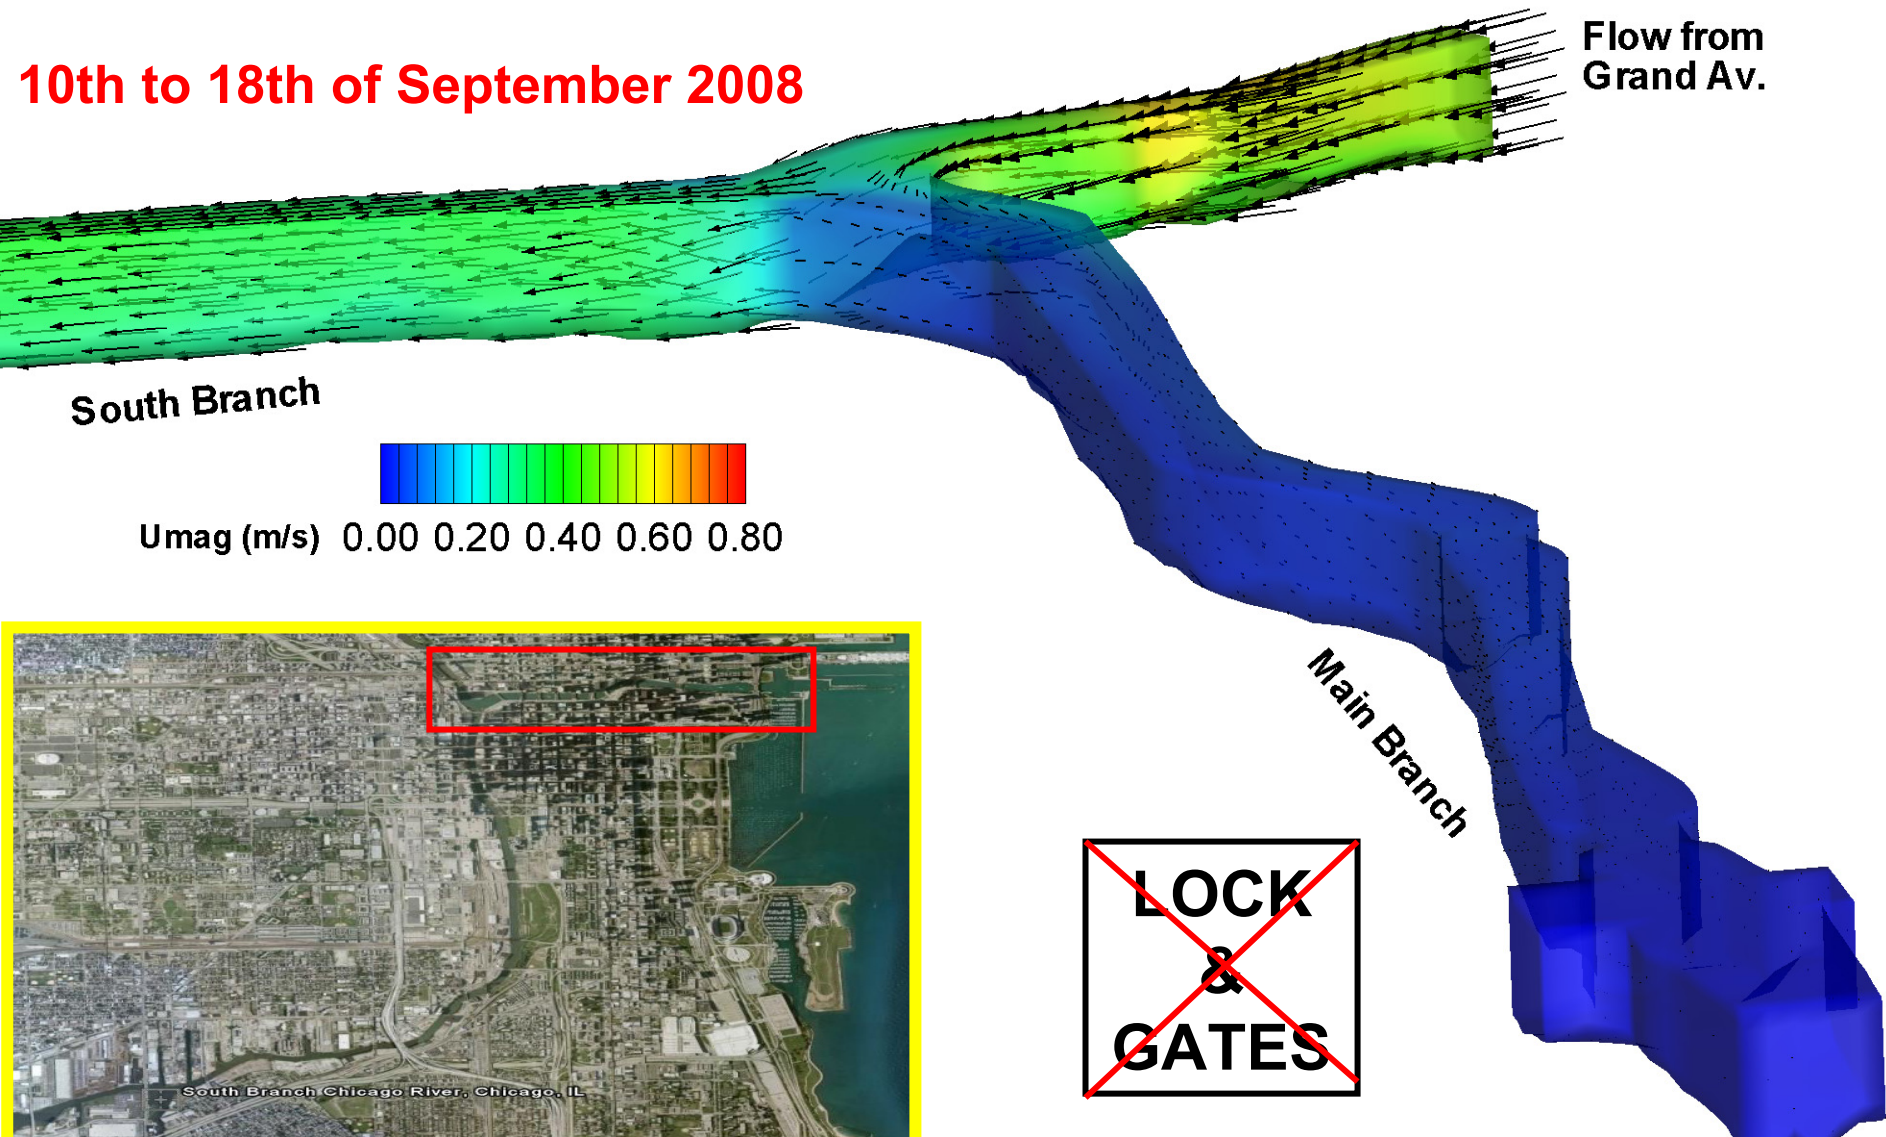 10th to 18th of September 2008
Flow from
Grand Av.
South Branch
Umag (m/s) 0.00 0.20 0.40 0.60 0.80
Main Branch
LOCK
&
GATES
South Branch Chicago River, Chicago, IL